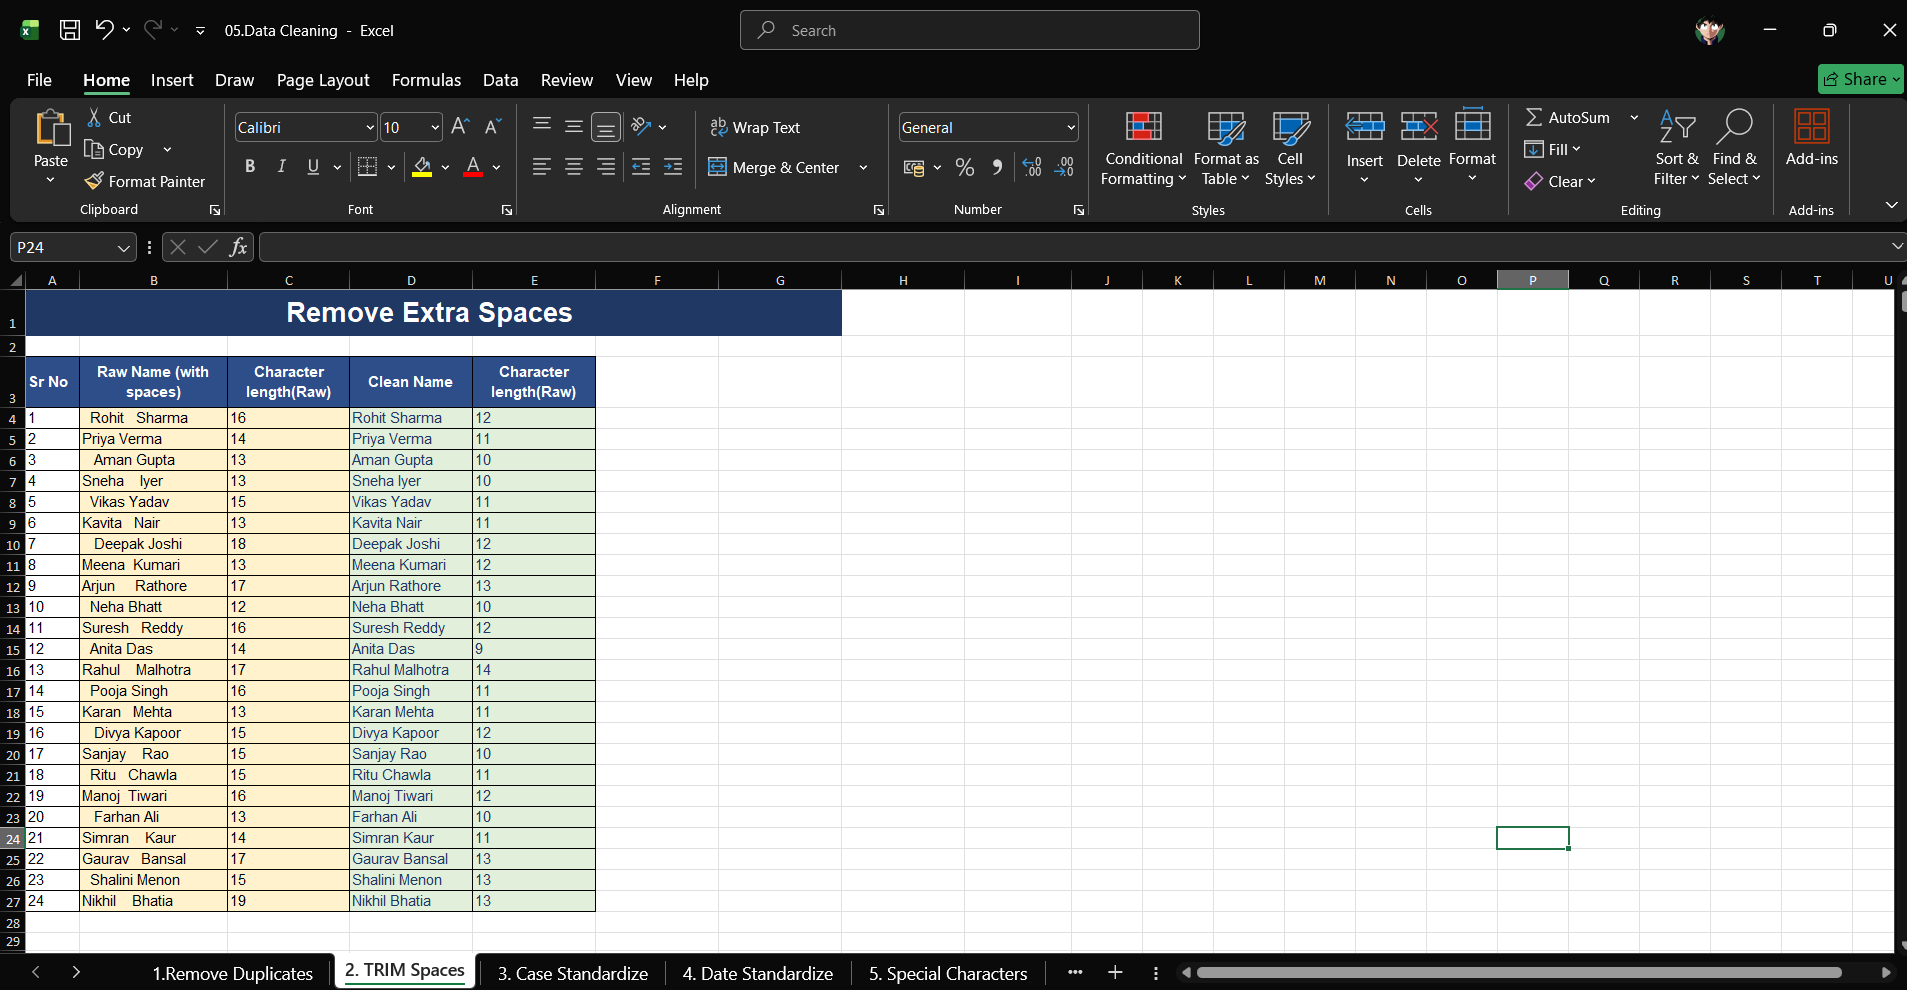 05.Data Cleaning - Excel
Search
File Home Insert Draw Page Layout Formulas Data Review View Help
Share
Paste
Cut
Copy
Format Painter
Clipboard
Calibri 10
B I U
Font
Wrap Text
Merge & Center
Alignment
General
Number
Conditional Formatting
Format as Table
Cell Styles
Styles
Insert Delete Format
Cells
AutoSum
Fill
Clear
Sort & Filter
Find & Select
Editing
Add-ins
Add-ins
P24 fx
A B C D E F G H I J K L M N O P Q R S T U
1 Remove Extra Spaces
2
3 Sr No Raw Name (with spaces) Character length(Raw) Clean Name Character length(Raw)
4 1   Rohit   Sharma 16 Rohit Sharma 12
5 2 Priya Verma 14 Priya Verma 11
6 3    Aman Gupta 13 Aman Gupta 10
7 4 Sneha    Iyer 13 Sneha Iyer 10
8 5   Vikas Yadav 15 Vikas Yadav 11
9 6 Kavita   Nair 13 Kavita Nair 11
10 7    Deepak Joshi 18 Deepak Joshi 12
11 8 Meena  Kumari 13 Meena Kumari 12
12 9 Arjun     Rathore 17 Arjun Rathore 13
13 10   Neha Bhatt 12 Neha Bhatt 10
14 11 Suresh   Reddy 16 Suresh Reddy 12
15 12   Anita Das 14 Anita Das 9
16 13 Rahul    Malhotra 17 Rahul Malhotra 14
17 14   Pooja Singh 16 Pooja Singh 11
18 15 Karan   Mehta 13 Karan Mehta 11
19 16    Divya Kapoor 15 Divya Kapoor 12
20 17 Sanjay    Rao 15 Sanjay Rao 10
21 18   Ritu   Chawla 15 Ritu Chawla 11
22 19 Manoj  Tiwari 16 Manoj Tiwari 12
23 20    Farhan Ali 13 Farhan Ali 10
24 21 Simran    Kaur 14 Simran Kaur 11
25 22 Gaurav   Bansal 17 Gaurav Bansal 13
26 23   Shalini Menon 15 Shalini Menon 13
27 24 Nikhil    Bhatia 19 Nikhil Bhatia 13
28
29
1.Remove Duplicates 2. TRIM Spaces 3. Case Standardize 4. Date Standardize 5. Special Characters